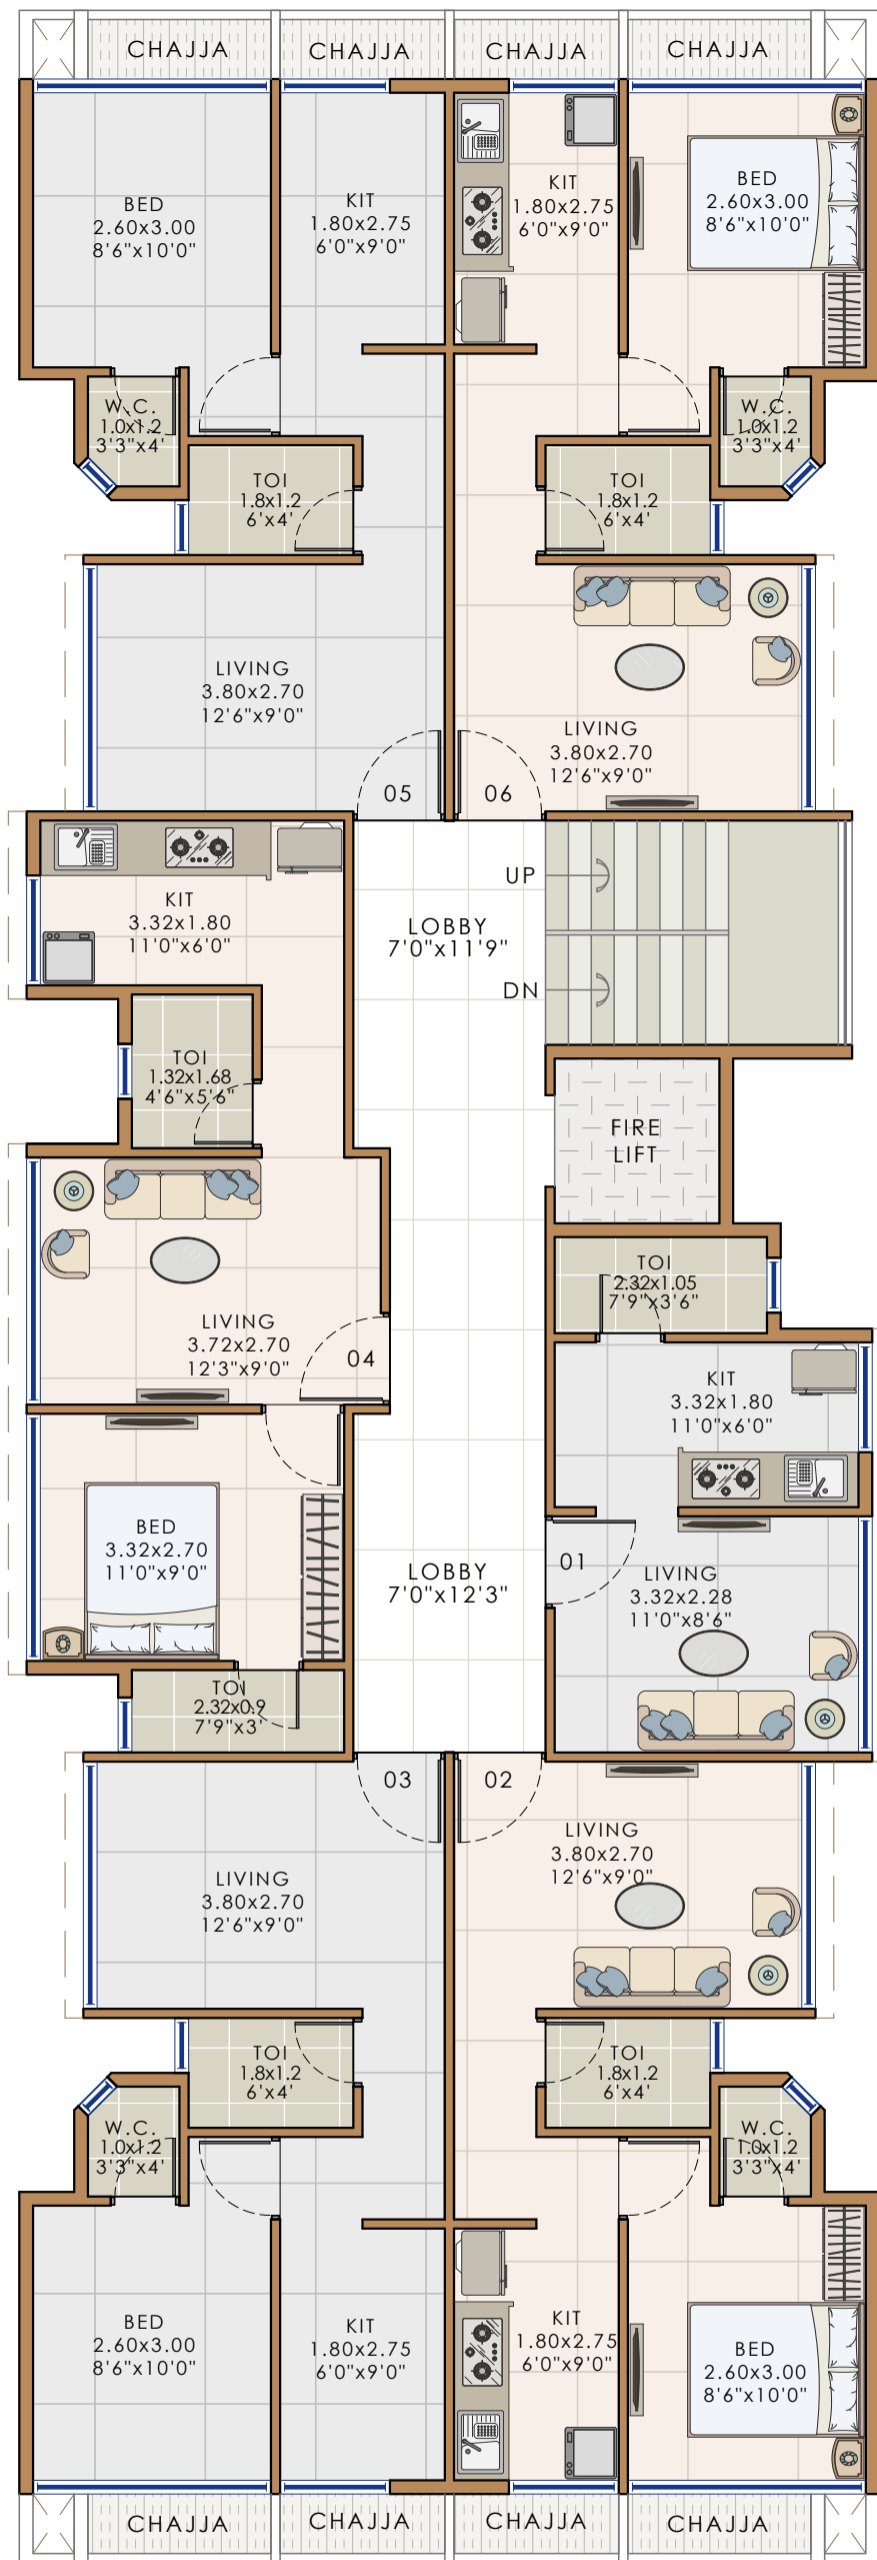 CHAJJA
CHAJJA
CHAJJA
CHAJJA
BED
2.60x3.00
8'6"x10'0"
KIT
1.80x2.75
6'0"x9'0"
KIT
1.80x2.75
6'0"x9'0"
BED
2.60x3.00
8'6"x10'0"
W.C.
1.0x1.2
3'3"x4'
TOI
1.8x1.2
6'x4'
TOI
1.8x1.2
6'x4'
W.C.
1.0x1.2
3'3"x4'
LIVING
3.80x2.70
12'6"x9'0"
LIVING
3.80x2.70
12'6"x9'0"
05
06
KIT
3.32x1.80
11'0"x6'0"
UP
LOBBY
7'0"x11'9"
DN
TOI
1.32x1.68
4'6"x5'6"
FIRE
LIFT
LIVING
3.72x2.70
12'3"x9'0"
04
TOI
2.32x1.05
7'9"x3'6"
KIT
3.32x1.80
11'0"x6'0"
BED
3.32x2.70
11'0"x9'0"
LOBBY
7'0"x12'3"
01
LIVING
3.32x2.28
11'0"x8'6"
TOI
2.32x0.9
7'9"x3'
03
02
LIVING
3.80x2.70
12'6"x9'0"
LIVING
3.80x2.70
12'6"x9'0"
TOI
1.8x1.2
6'x4'
TOI
1.8x1.2
6'x4'
W.C.
1.0x1.2
3'3"x4'
W.C.
1.0x1.2
3'3"x4'
BED
2.60x3.00
8'6"x10'0"
KIT
1.80x2.75
6'0"x9'0"
KIT
1.80x2.75
6'0"x9'0"
BED
2.60x3.00
8'6"x10'0"
CHAJJA
CHAJJA
CHAJJA
CHAJJA